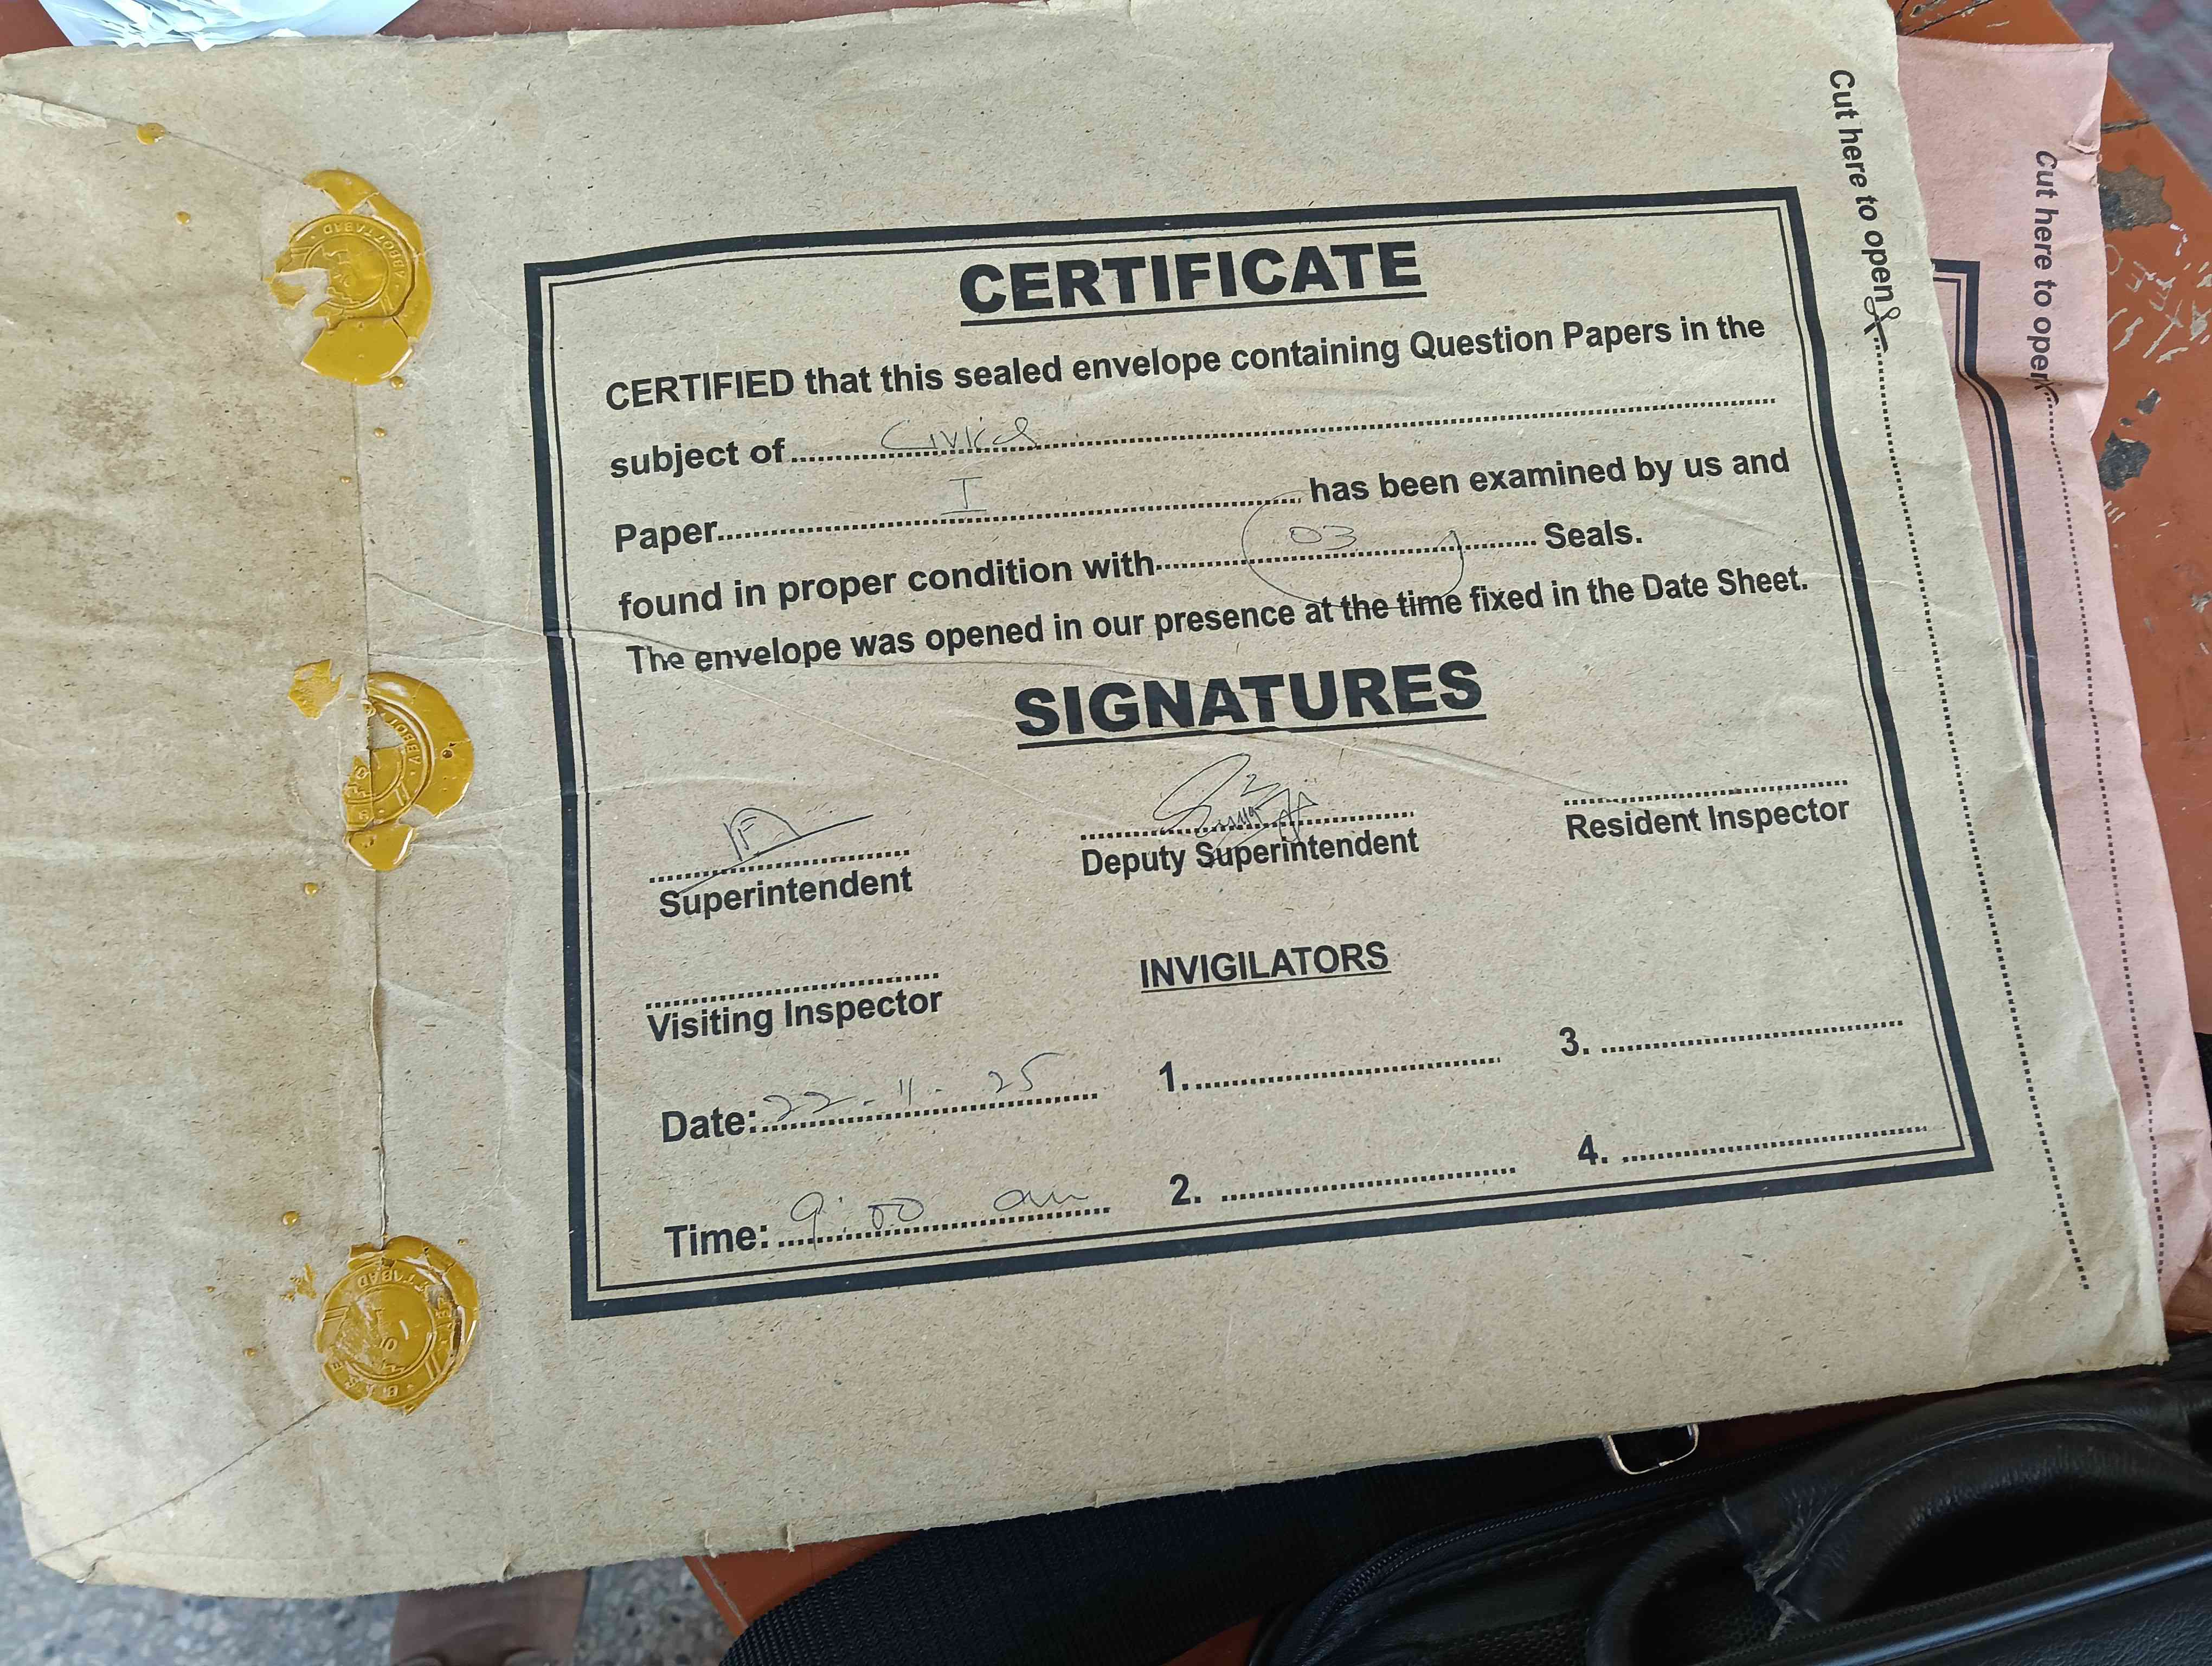 Cut here to open
Cut here to open
CERTIFICATE
CERTIFIED that this sealed envelope containing Question Papers in the
subject of Civics
Paper I has been examined by us and
found in proper condition with 03 Seals.
The envelope was opened in our presence at the time fixed in the Date Sheet.
SIGNATURES
Superintendent
Deputy Superintendent
Resident Inspector
Visiting Inspector
INVIGILATORS
Date: 22-11-25
1.
3.
Time: 9:00 am
2.
4.
ABBOTTABAD